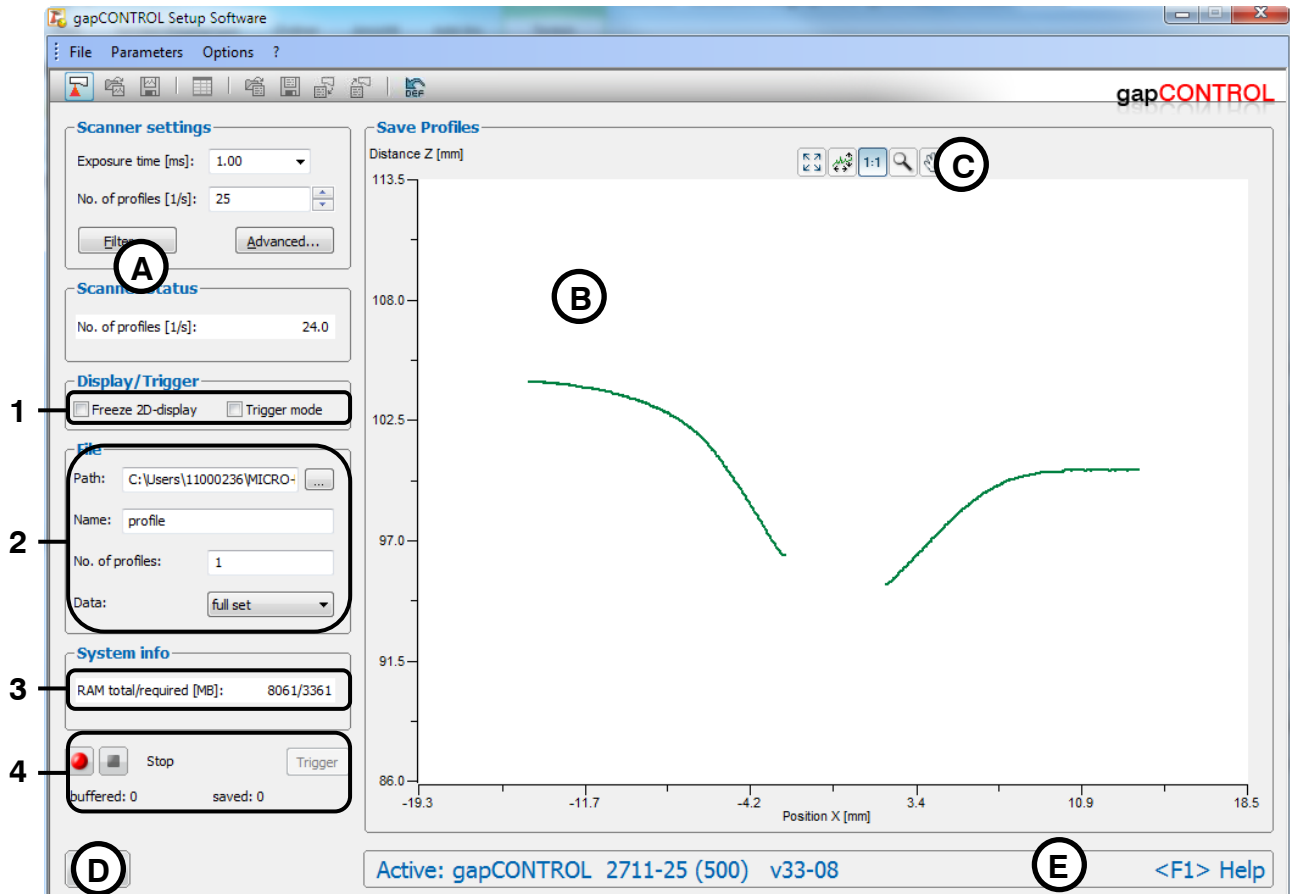 gapCONTROL Setup Software
File Parameters Options ?
DEF
gapCONTROL
Scanner settings
Exposure time [ms]: 1.00
No. of profiles [1/s]: 25
Advanced...
A
Scanner Status
No. of profiles [1/s]: 24.0
Display/Trigger
1
Freeze 2D-display Trigger mode
File
Path: C:\Users\11000236\MICRO- ...
Name: profile
2
No. of profiles: 1
Data: full set
System info
3
RAM total/required [MB]: 8061/3361
4
Stop Trigger
buffered: 0 saved: 0
D
Save Profiles
Distance Z [mm]
1:1
C
113.5
108.0
B
102.5
97.0
91.5
86.0
-19.3 -11.7 -4.2 3.4 10.9 18.5
Position X [mm]
Active: gapCONTROL 2711-25 (500) v33-08
E
<F1> Help